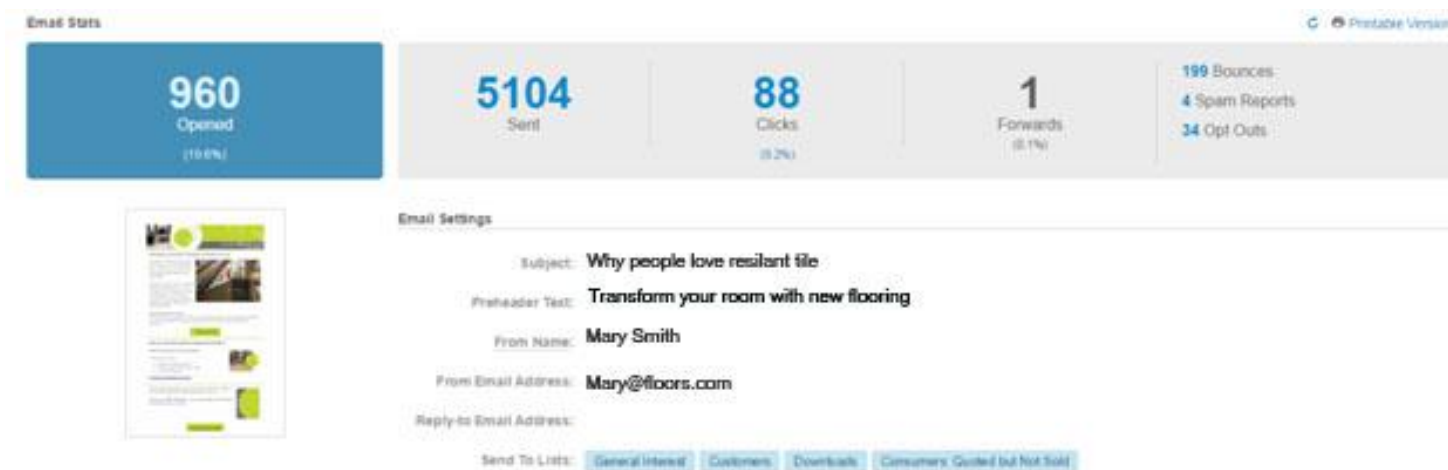 Email Stats
Printable Version
960
Opened
5104
Sent
88
Clicks
1
Forwards
(0.1%)
199 Bounces
4 Spam Reports
34 Opt Outs
Email Settings
Subject: Why people love resilant tile
Preheader Text: Transform your room with new flooring
From Name: Mary Smith
From Email Address: Mary@floors.com
Reply-to Email Address:
Send To Lists: General Interest Customers Downloads Consumers: Quoted but Not Sold